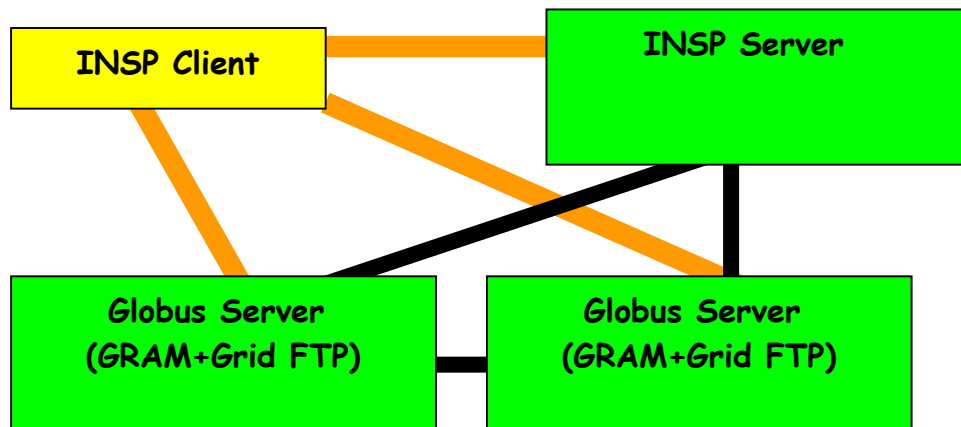 INSP Client
INSP Server
Globus Server
(GRAM+Grid FTP)
Globus Server
(GRAM+Grid FTP)